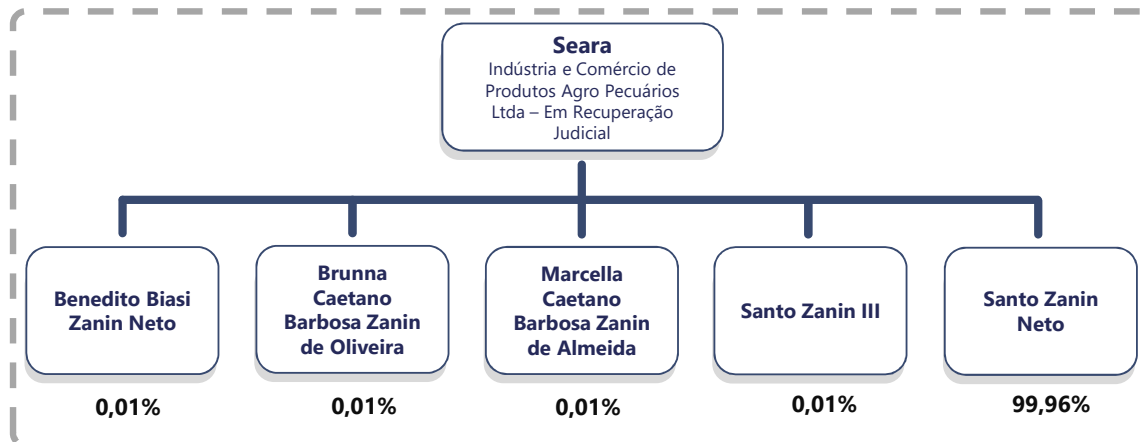 Seara
Indústria e Comércio de
Produtos Agro Pecuários
Ltda – Em Recuperação
Judicial
Benedito Biasi
Zanin Neto
Brunna
Caetano
Barbosa Zanin
de Oliveira
Marcella
Caetano
Barbosa Zanin
de Almeida
Santo Zanin III
Santo Zanin
Neto
0,01%
0,01%
0,01%
0,01%
99,96%